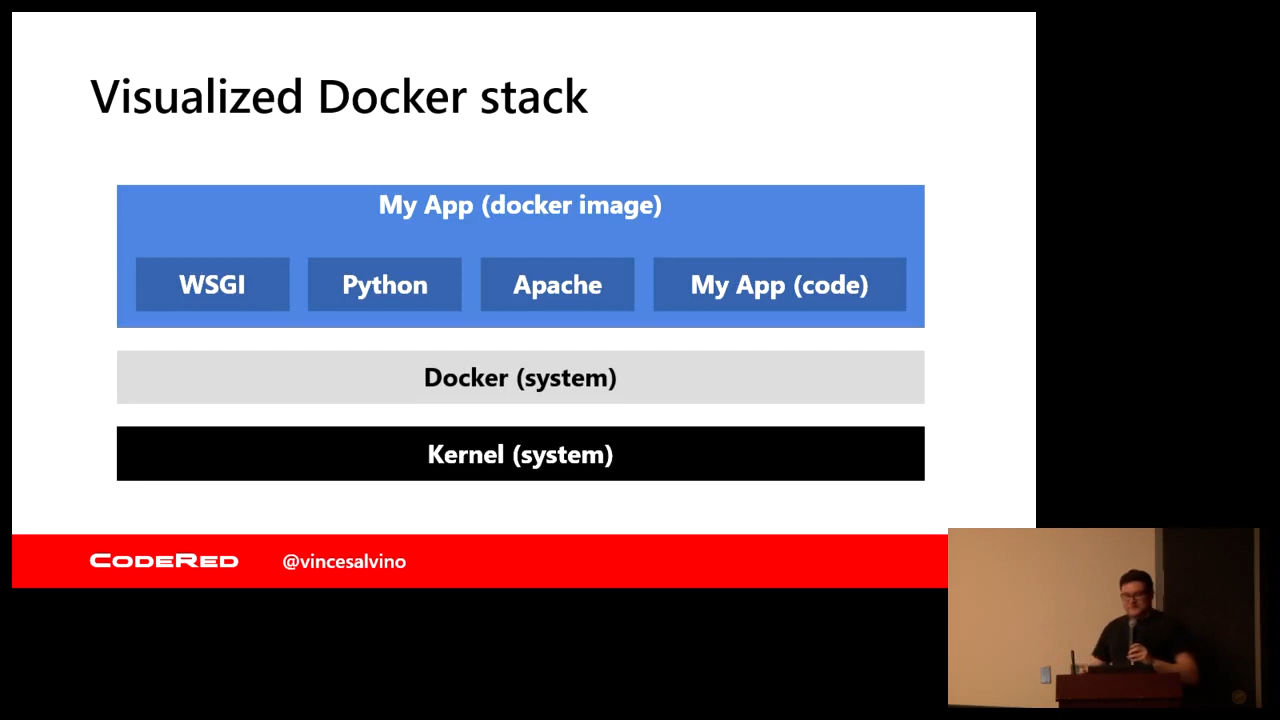 Visualized Docker stack
My App (docker image)
WSGI
Python
Apache
My App (code)
Docker (system)
Kernel (system)
CODERED
@vincesalvino